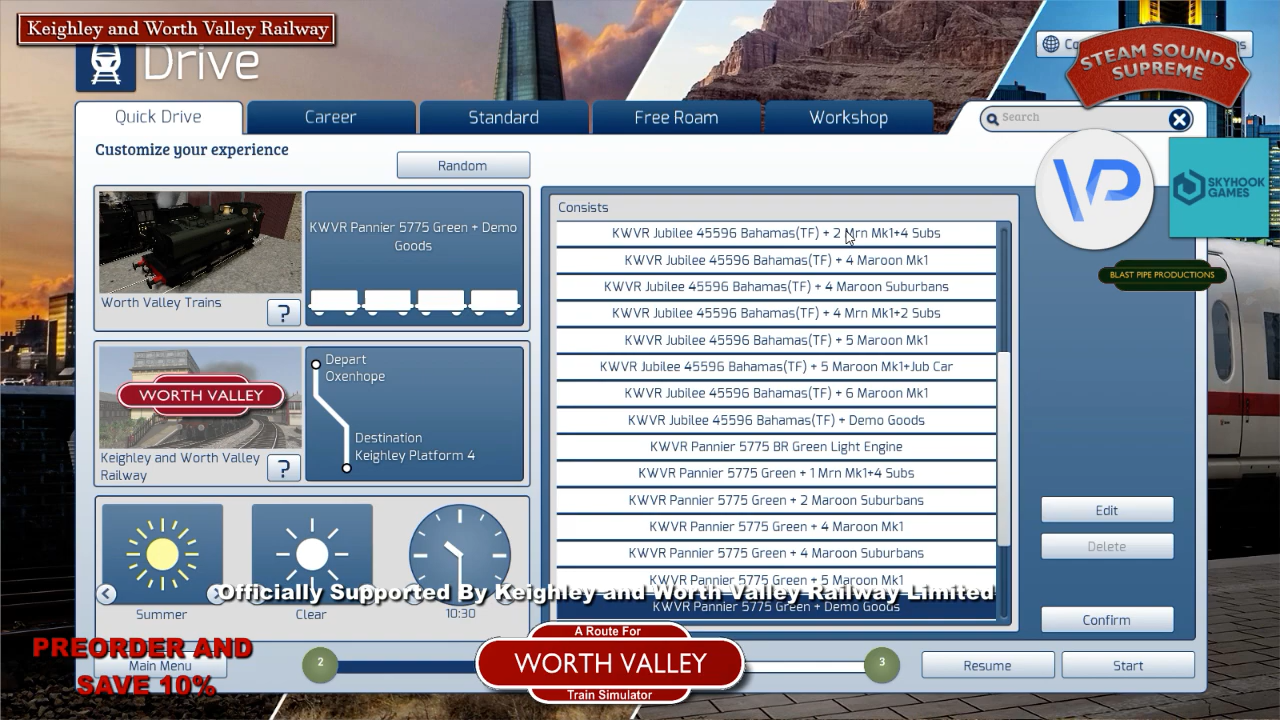 Keighley and Worth Valley Railway
Drive
STEAM SOUNDS
SUPREME
Quick Drive
Career
Standard
Free Roam
Workshop
Search
Customize your experience
Random
VP
SKYHOOK
GAMES
BLAST PIPE PRODUCTIONS
KWVR Pannier 5775 Green + Demo
Goods
Worth Valley Trains
?
WORTH VALLEY
Keighley and Worth Valley
Railway
?
Depart
Oxenhope
Destination
Keighley Platform 4
Summer
Clear
10:30
Consists
KWVR Jubilee 45596 Bahamas(TF) + 2 Mrn Mk1+4 Subs
KWVR Jubilee 45596 Bahamas(TF) + 4 Maroon Mk1
KWVR Jubilee 45596 Bahamas(TF) + 4 Maroon Suburbans
KWVR Jubilee 45596 Bahamas(TF) + 4 Mrn Mk1+2 Subs
KWVR Jubilee 45596 Bahamas(TF) + 5 Maroon Mk1
KWVR Jubilee 45596 Bahamas(TF) + 5 Maroon Mk1+Jub Car
KWVR Jubilee 45596 Bahamas(TF) + 6 Maroon Mk1
KWVR Jubilee 45596 Bahamas(TF) + Demo Goods
KWVR Pannier 5775 BR Green Light Engine
KWVR Pannier 5775 Green + 1 Mrn Mk1+4 Subs
KWVR Pannier 5775 Green + 2 Maroon Suburbans
KWVR Pannier 5775 Green + 4 Maroon Mk1
KWVR Pannier 5775 Green + 4 Maroon Suburbans
KWVR Pannier 5775 Green + 5 Maroon Mk1
KWVR Pannier 5775 Green + Demo Goods
Edit
Delete
Confirm
Officially Supported By Keighley and Worth Valley Railway Limited
PREORDER AND
SAVE 10%
Main Menu
2
A Route For
WORTH VALLEY
Train Simulator
3
Resume
Start